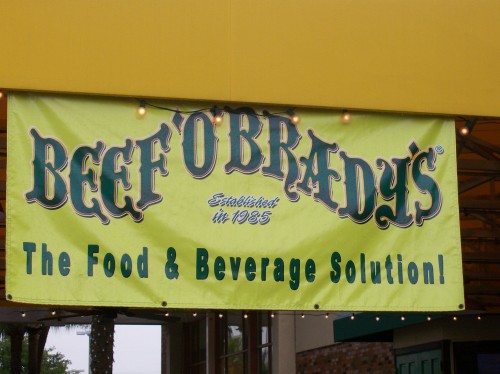 BEEF 'O' BRADY'S®
Established
in 1985
The Food & Beverage Solution!